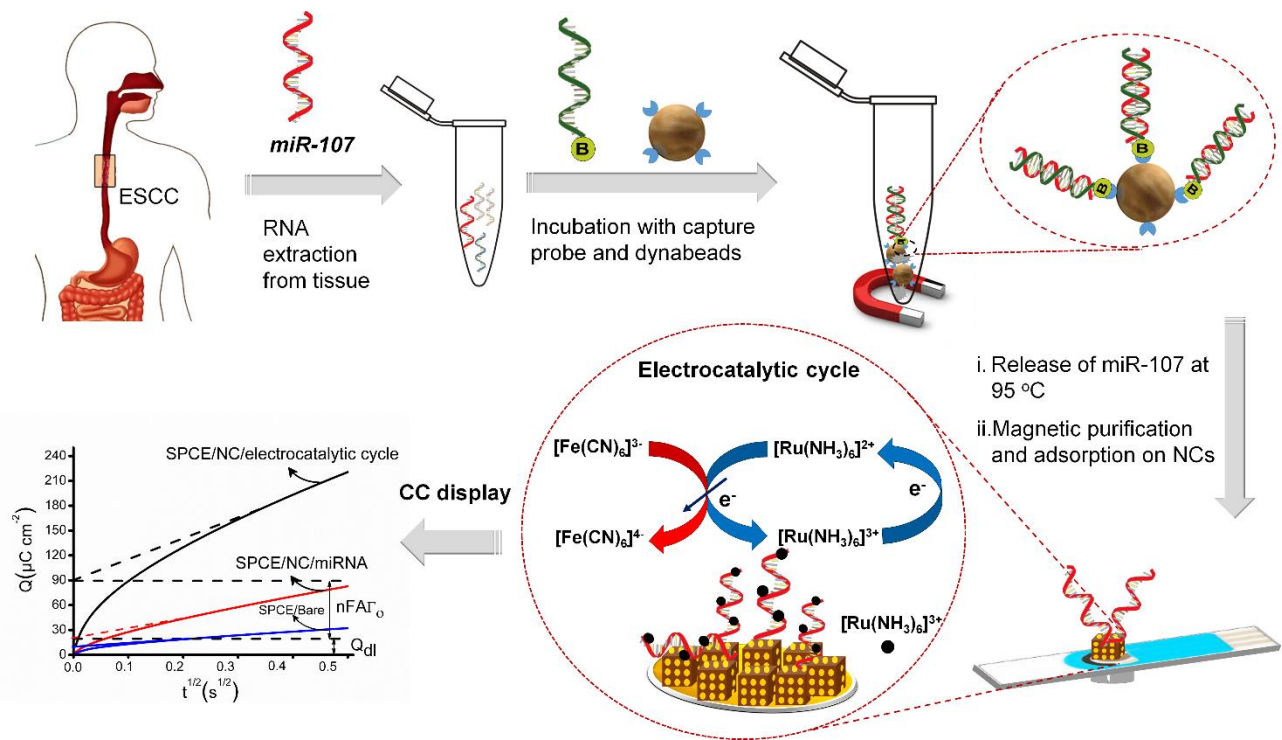 ESCC
miR-107
RNA
extraction
from tissue
B
Incubation with capture
probe and dynabeads
B
B
B
B
i. Release of miR-107 at
95 °C
ii.Magnetic purification
and adsorption on NCs
Electrocatalytic cycle
[Fe(CN)₆]³⁻
[Ru(NH₃)₆]²⁺
e⁻
e⁻
[Fe(CN)₆]⁴⁻
[Ru(NH₃)₆]³⁺
[Ru(NH₃)₆]³⁺
CC display
Q(µC cm⁻²)
240
210
180
150
120
90
60
30
0
SPCE/NC/electrocatalytic cycle
SPCE/NC/miRNA
SPCE/Bare
nFAΓₒ
Qdl
0.0 0.1 0.2 0.3 0.4 0.5
t¹/²(s¹/²)